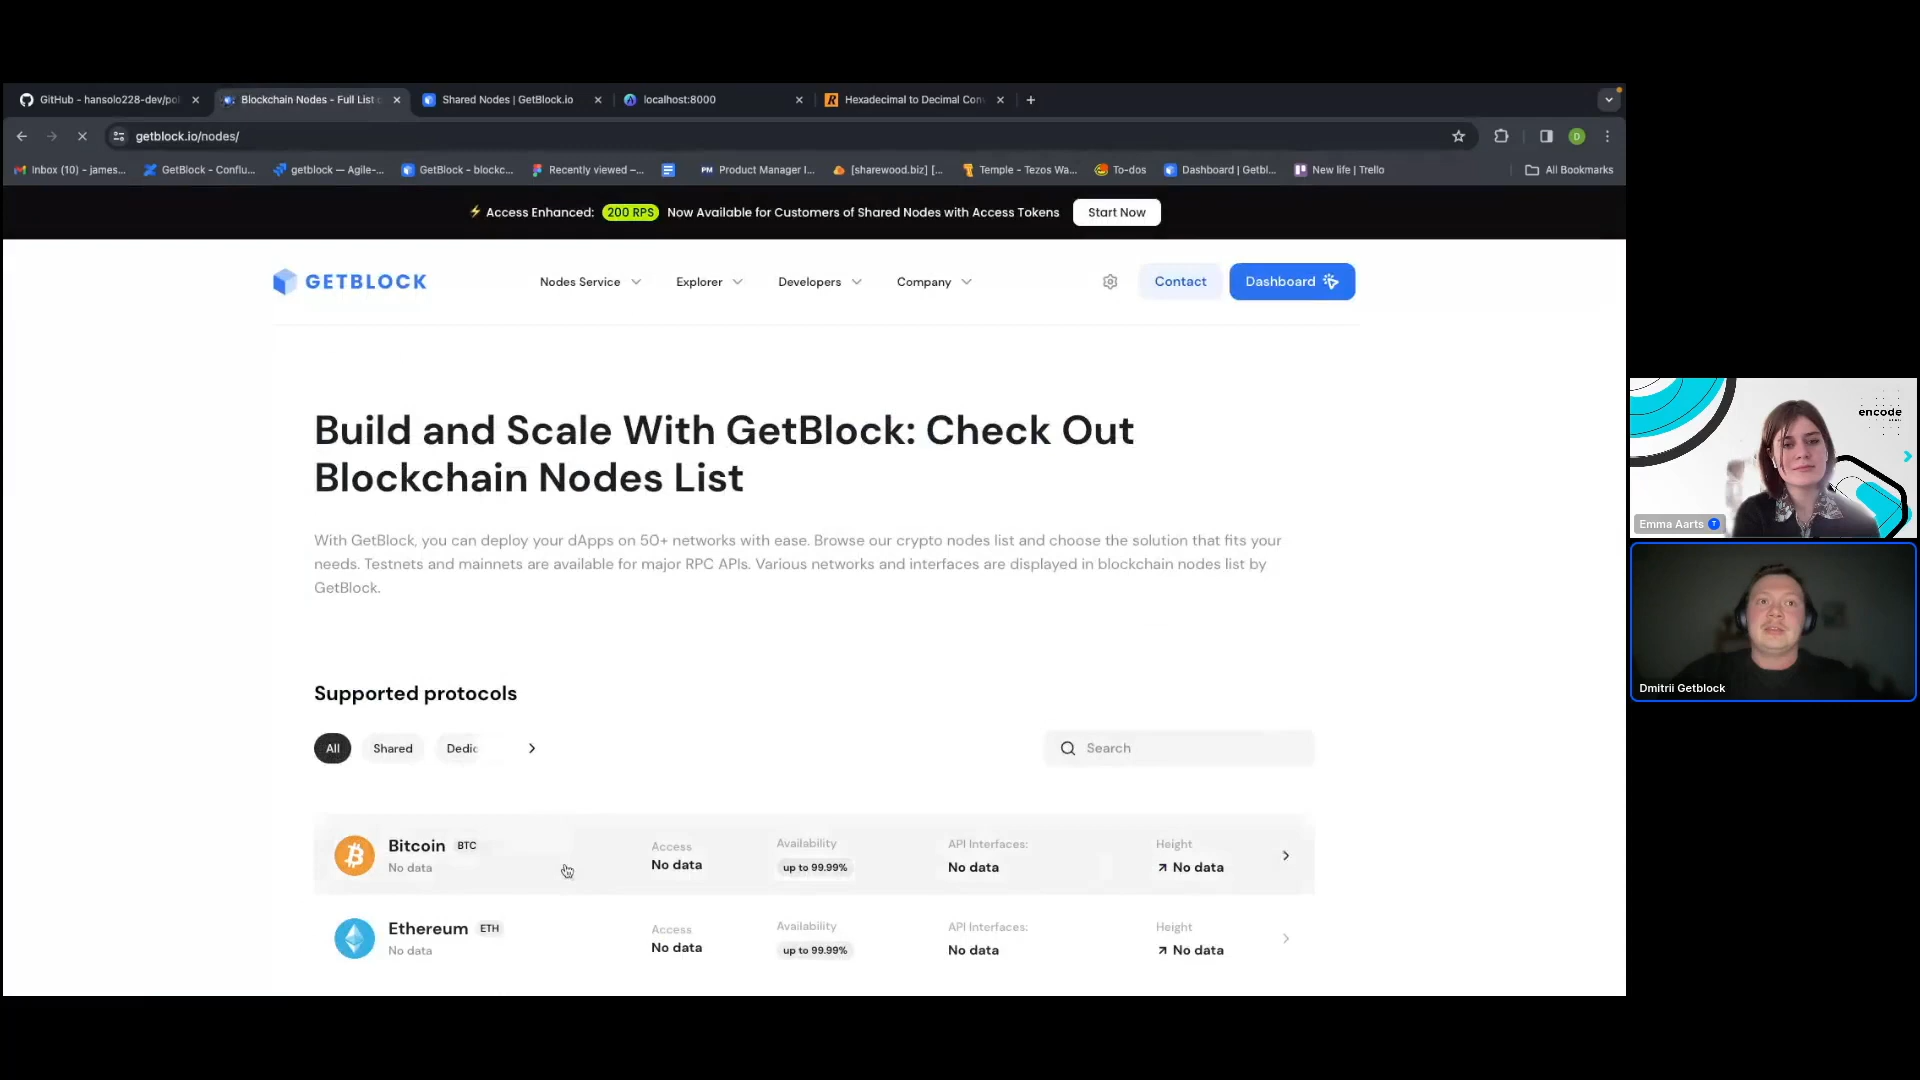 GitHub - hansolo228-dev/po
Blockchain Nodes - Full List
Shared Nodes | GetBlock.io
localhost:8000
Hexadecimal to Decimal Con
getblock.io/nodes/
Inbox (10) - james...
GetBlock - Conflu...
getblock — Agile-...
GetBlock - blockc...
Recently viewed –...
PM Product Manager I...
[sharewood.biz] [...
Temple - Tezos Wa...
To-dos
Dashboard | Getbl...
New life | Trello
All Bookmarks
Access Enhanced: 200 RPS Now Available for Customers of Shared Nodes with Access Tokens Start Now
GETBLOCK
Nodes Service
Explorer
Developers
Company
Contact
Dashboard
Build and Scale With GetBlock: Check Out
Blockchain Nodes List
With GetBlock, you can deploy your dApps on 50+ networks with ease. Browse our crypto nodes list and choose the solution that fits your
needs. Testnets and mainnets are available for major RPC APIs. Various networks and interfaces are displayed in blockchain nodes list by
GetBlock.
Supported protocols
All
Shared
Dedic
Search
Bitcoin BTC
No data
Access
No data
Availability
up to 99.99%
API Interfaces:
No data
Height
No data
Ethereum ETH
No data
Access
No data
Availability
up to 99.99%
API Interfaces:
No data
Height
No data
encode
Emma Aarts
Dmitrii Getblock